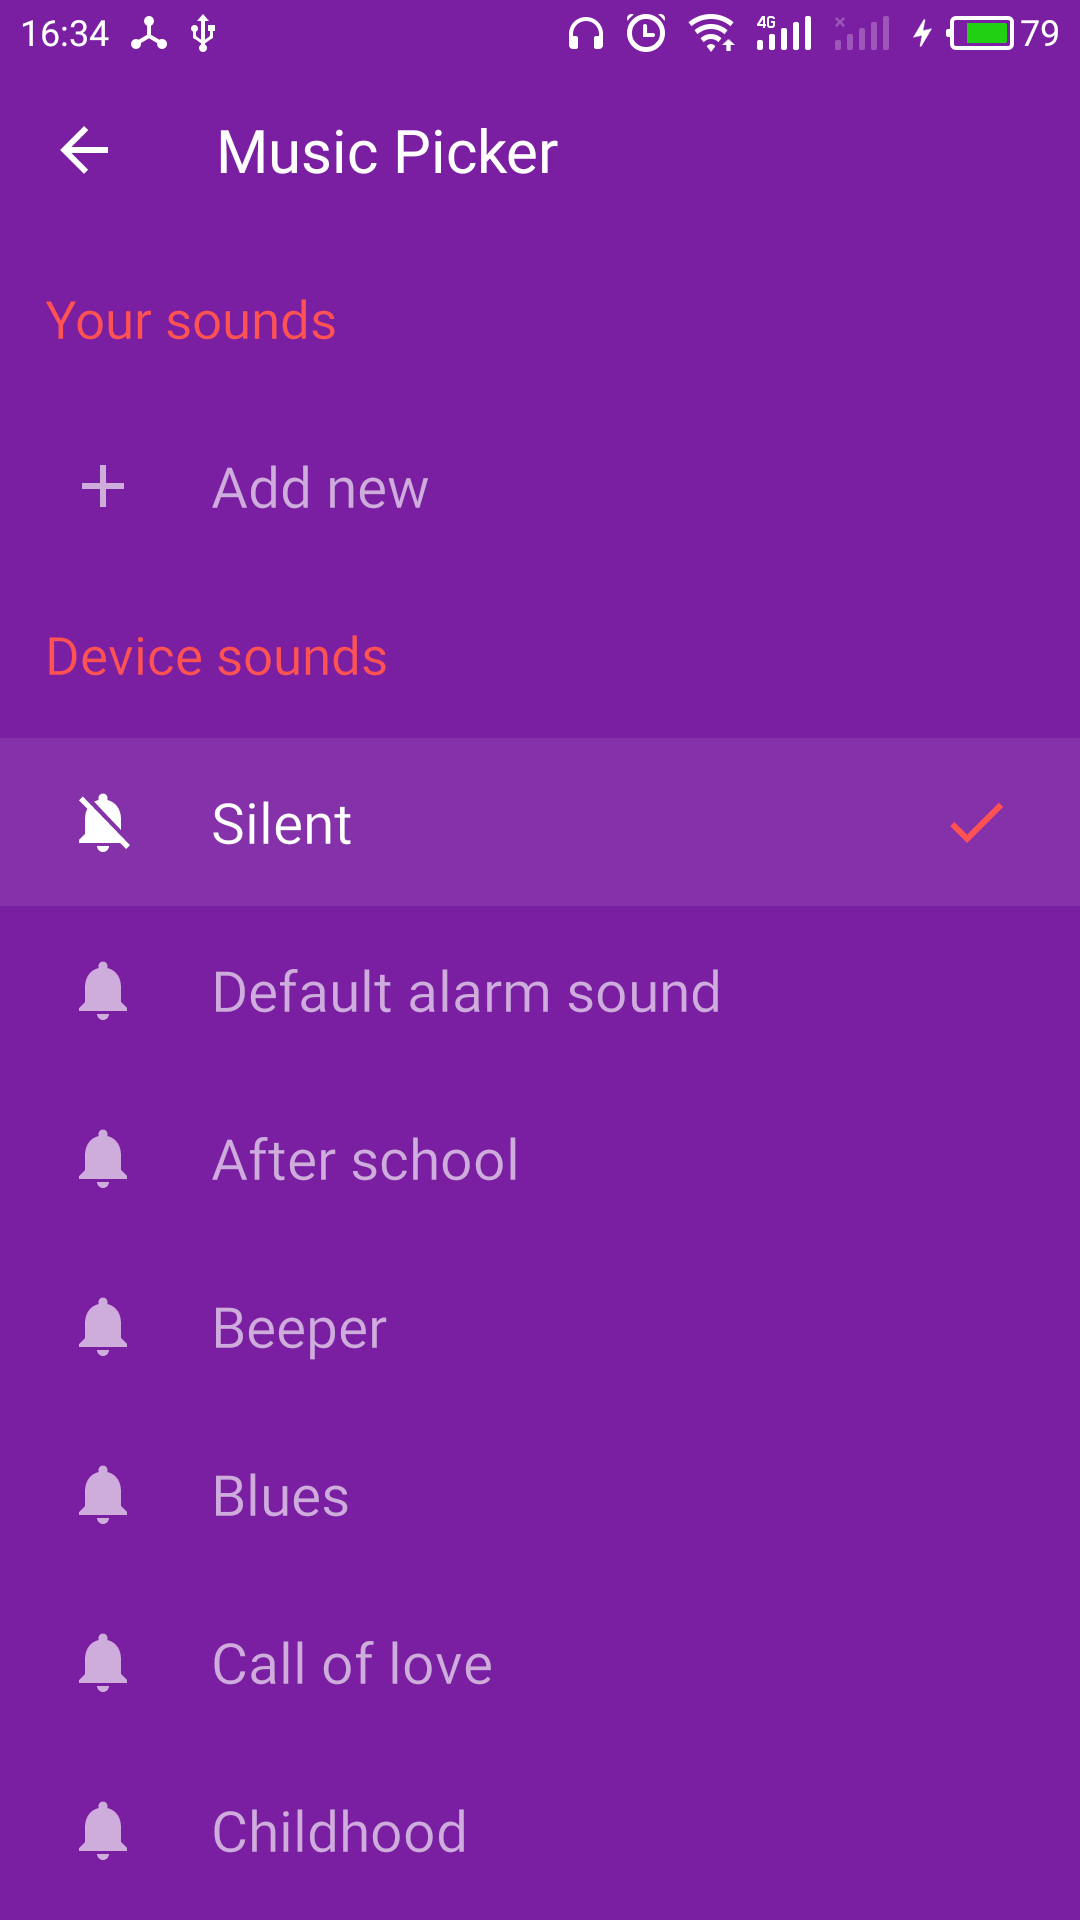 16:34 4G 79
Music Picker
Your sounds
Add new
Device sounds
Silent
Default alarm sound
After school
Beeper
Blues
Call of love
Childhood